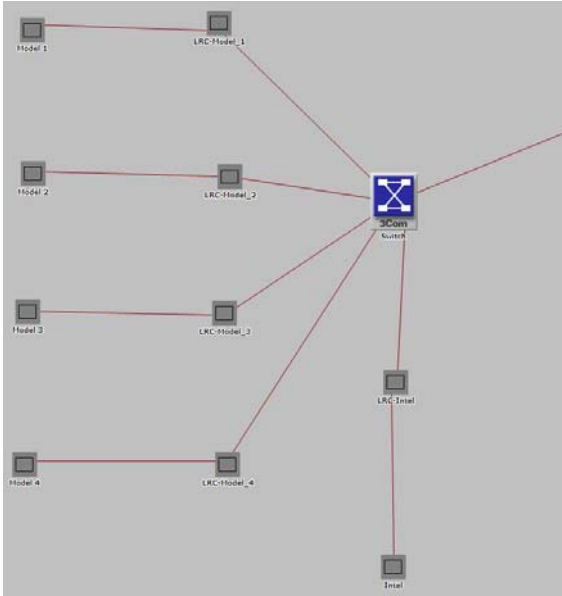 Model 1
LRC-Model_1
Model 2
LRC-Model_2
3Com
Switch
Model 3
LRC-Model_3
LRC-Intel
Model 4
LRC-Model_4
Intel